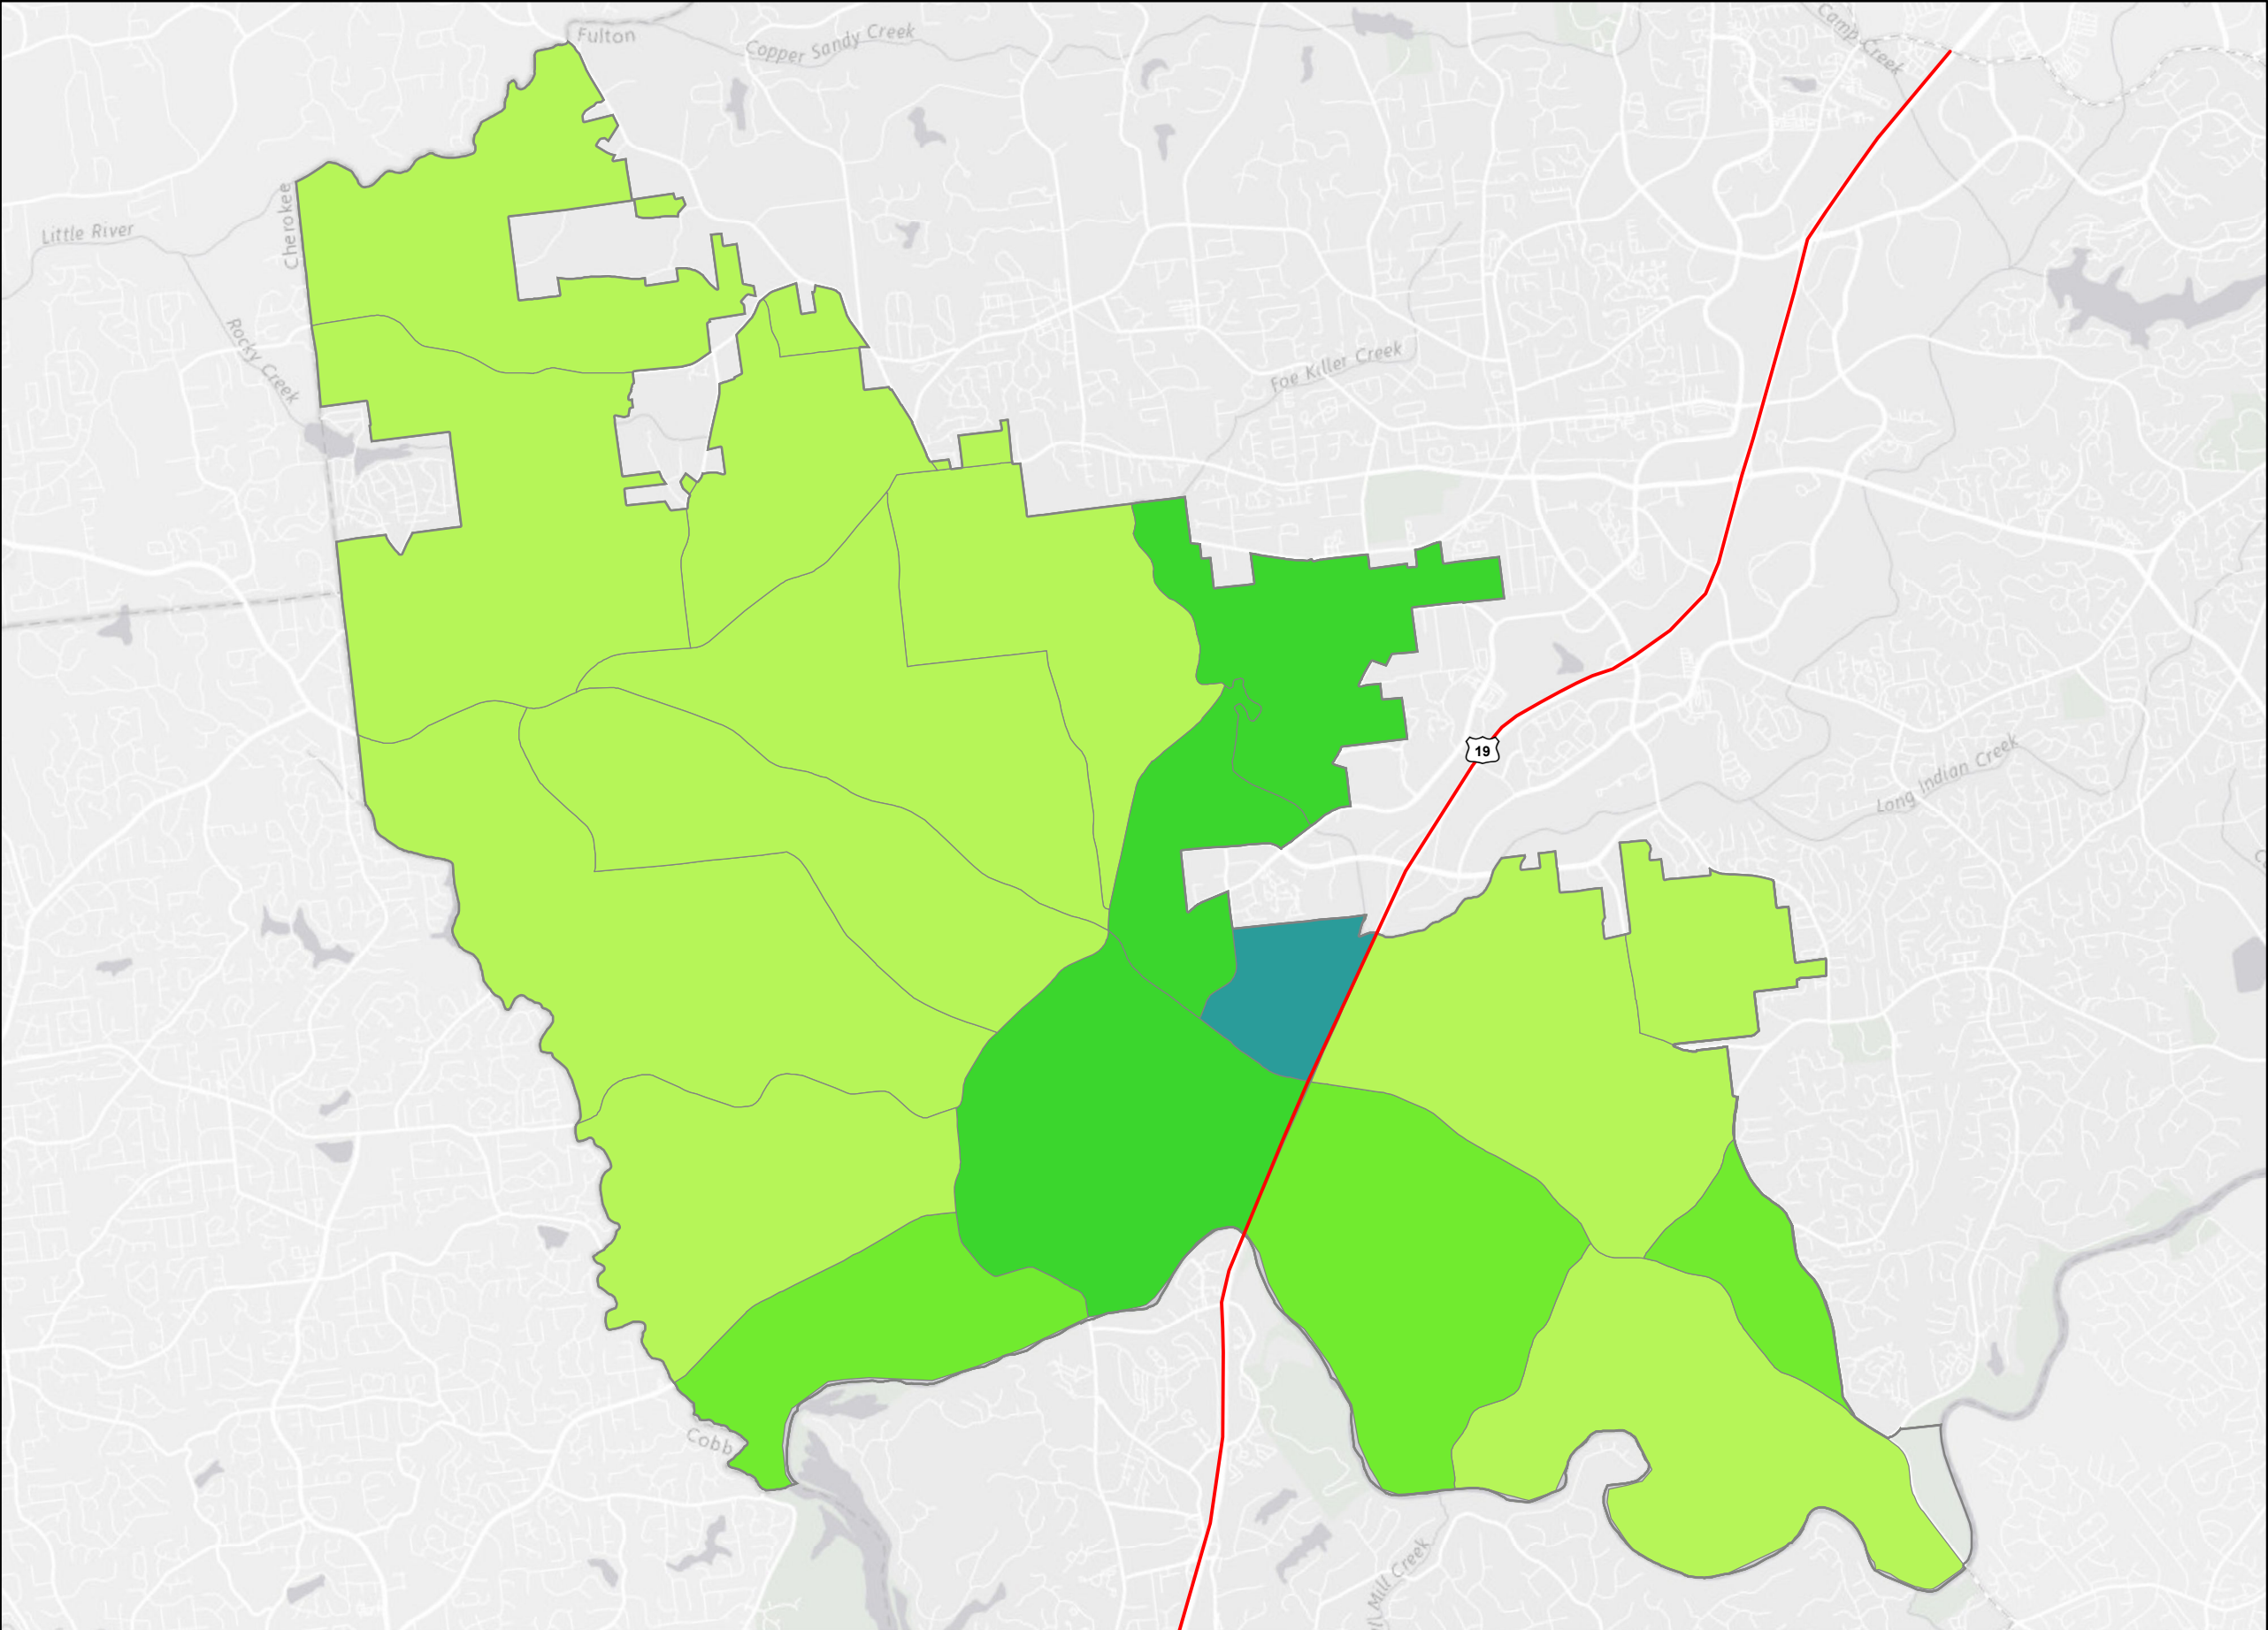 Fulton
Copper Sandy Creek
Camp Creek
Cherokee
Little River
Rocky Creek
Foe Killer Creek
19
Long Indian Creek
Cobb
Mill Creek